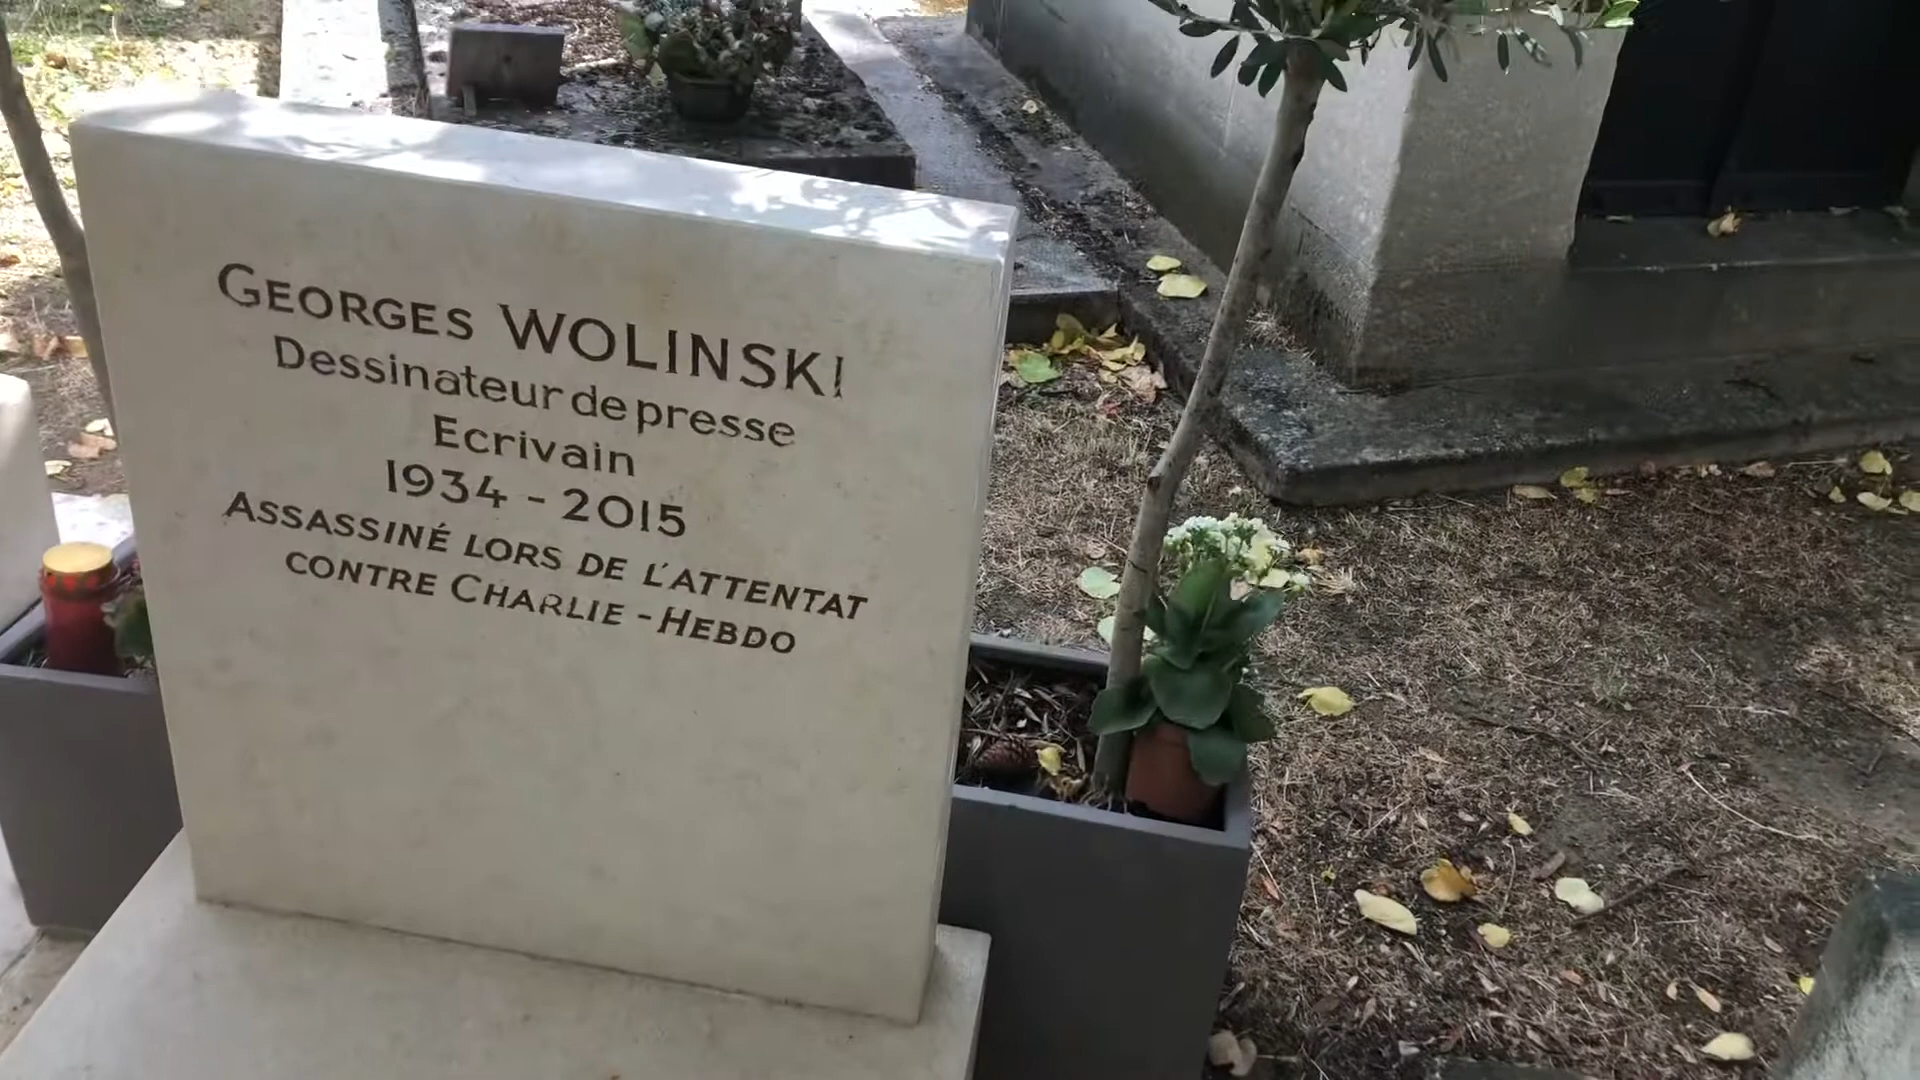 GEORGES WOLINSKI
Dessinateur de presse
Ecrivain
1934 - 2015
ASSASSINÉ LORS DE L'ATTENTAT
CONTRE CHARLIE-HEBDO